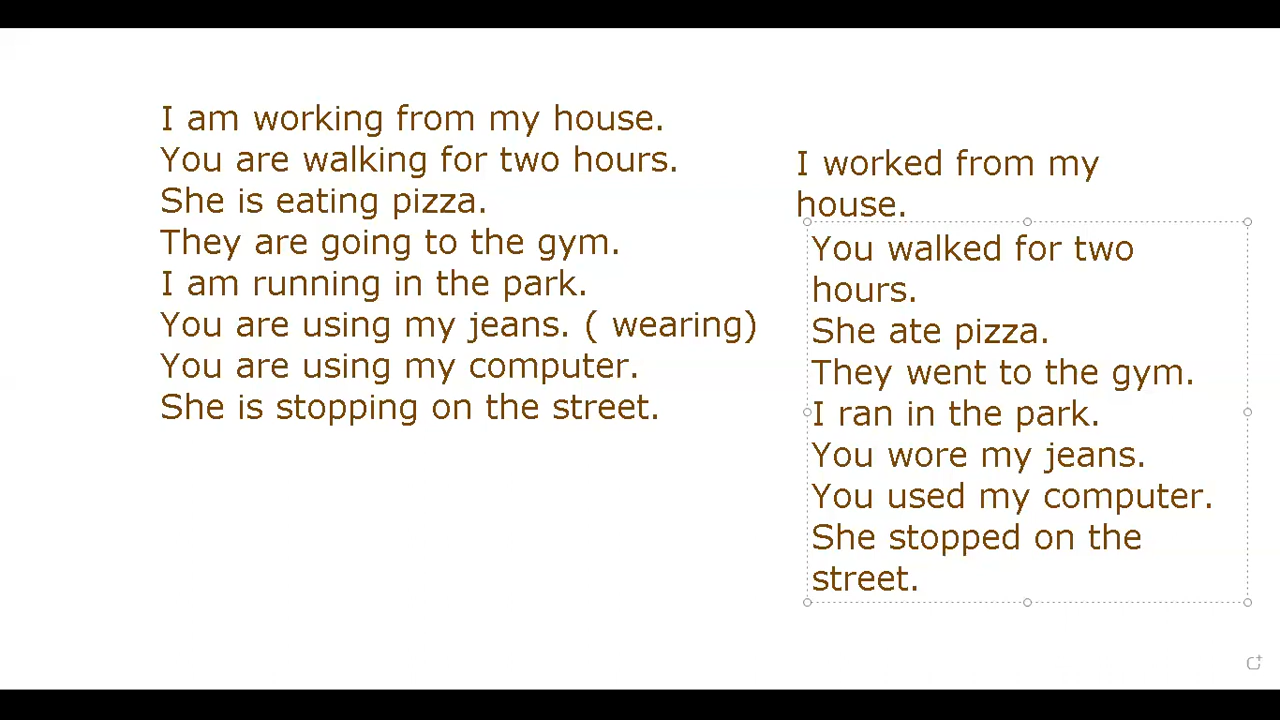 I am working from my house.
You are walking for two hours.
She is eating pizza.
They are going to the gym.
I am running in the park.
You are using my jeans. ( wearing)
You are using my computer.
She is stopping on the street.
I worked from my
house.
You walked for two
hours.
She ate pizza.
They went to the gym.
I ran in the park.
You wore my jeans.
You used my computer.
She stopped on the
street.